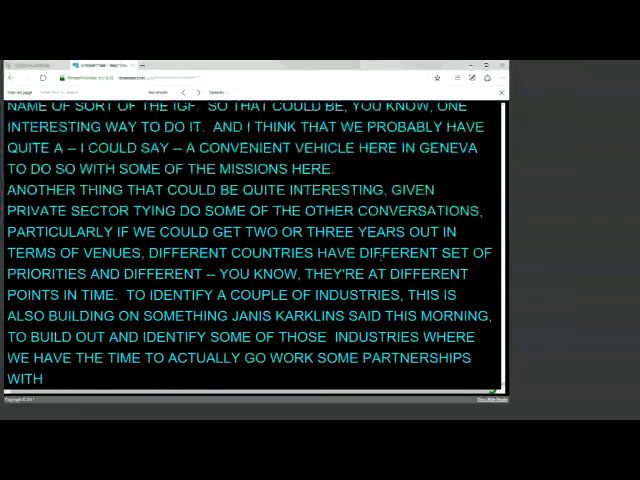 NAME OF SORT OF THE IGF. SO THAT COULD BE, YOU KNOW, ONE
INTERESTING WAY TO DO IT. AND I THINK THAT WE PROBABLY HAVE
QUITE A -- I COULD SAY -- A CONVENIENT VEHICLE HERE IN GENEVA
TO DO SO WITH SOME OF THE MISSIONS HERE.
ANOTHER THING THAT COULD BE QUITE INTERESTING, GIVEN
PRIVATE SECTOR TYING DO SOME OF THE OTHER CONVERSATIONS,
PARTICULARLY IF WE COULD GET TWO OR THREE YEARS OUT IN
TERMS OF VENUES, DIFFERENT COUNTRIES HAVE DIFFERENT SET OF
PRIORITIES AND DIFFERENT -- YOU KNOW, THEY'RE AT DIFFERENT
POINTS IN TIME. TO IDENTIFY A COUPLE OF INDUSTRIES, THIS IS
ALSO BUILDING ON SOMETHING JANIS KARKLINS SAID THIS MORNING,
TO BUILD OUT AND IDENTIFY SOME OF THOSE INDUSTRIES WHERE
WE HAVE THE TIME TO ACTUALLY GO WORK SOME PARTNERSHIPS
WITH